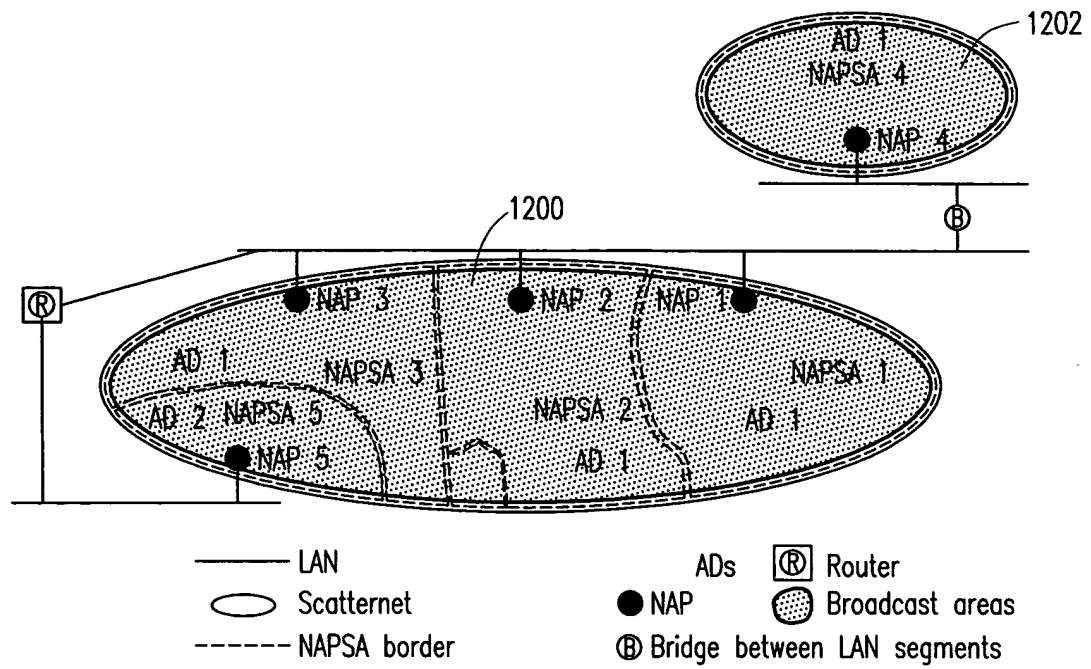 1202
AD 1
NAPSA 4
NAP 4
B
1200
R
NAP 3
NAP 2
NAP 1
AD 1
NAPSA 3
NAPSA 1
AD 2
NAPSA 5
NAPSA 2
AD 1
NAP 5
AD 1
LAN
ADs
R Router
Scatternet
NAP
Broadcast areas
NAPSA border
B Bridge between LAN segments